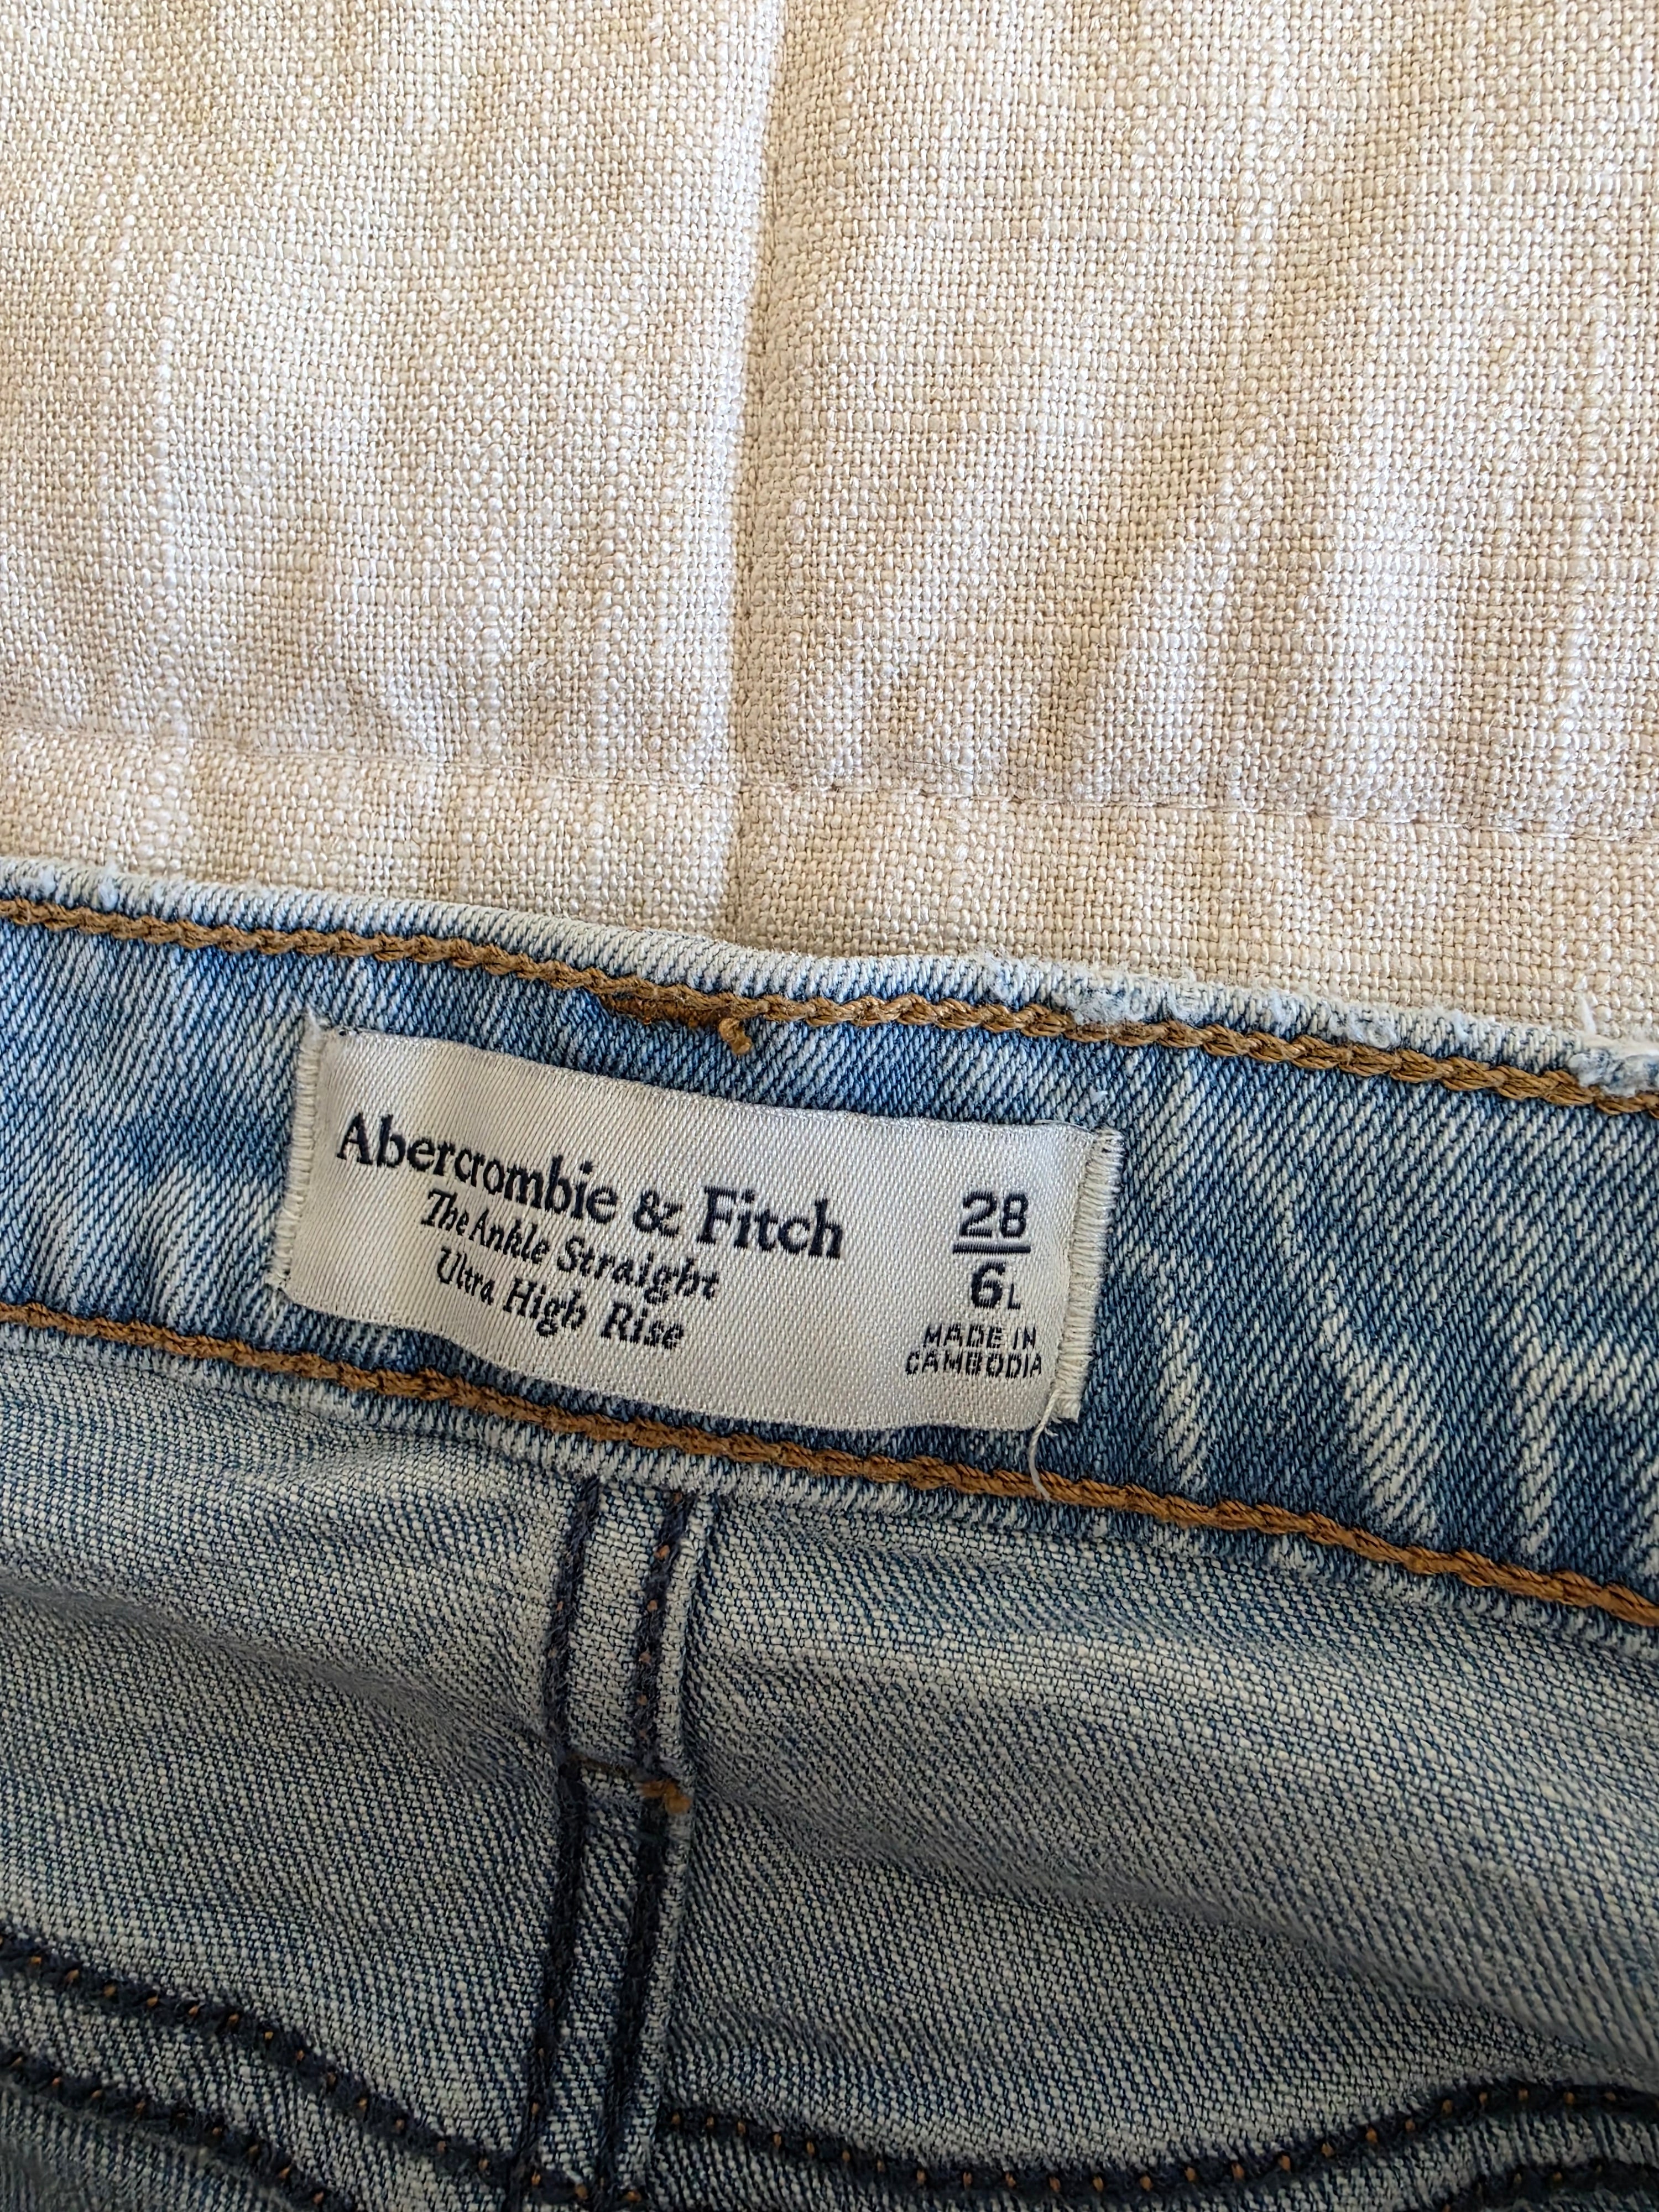 Abercrombie & Fitch
The Ankle Straight
Ultra High Rise
28
6L
MADE IN
CAMBODIA